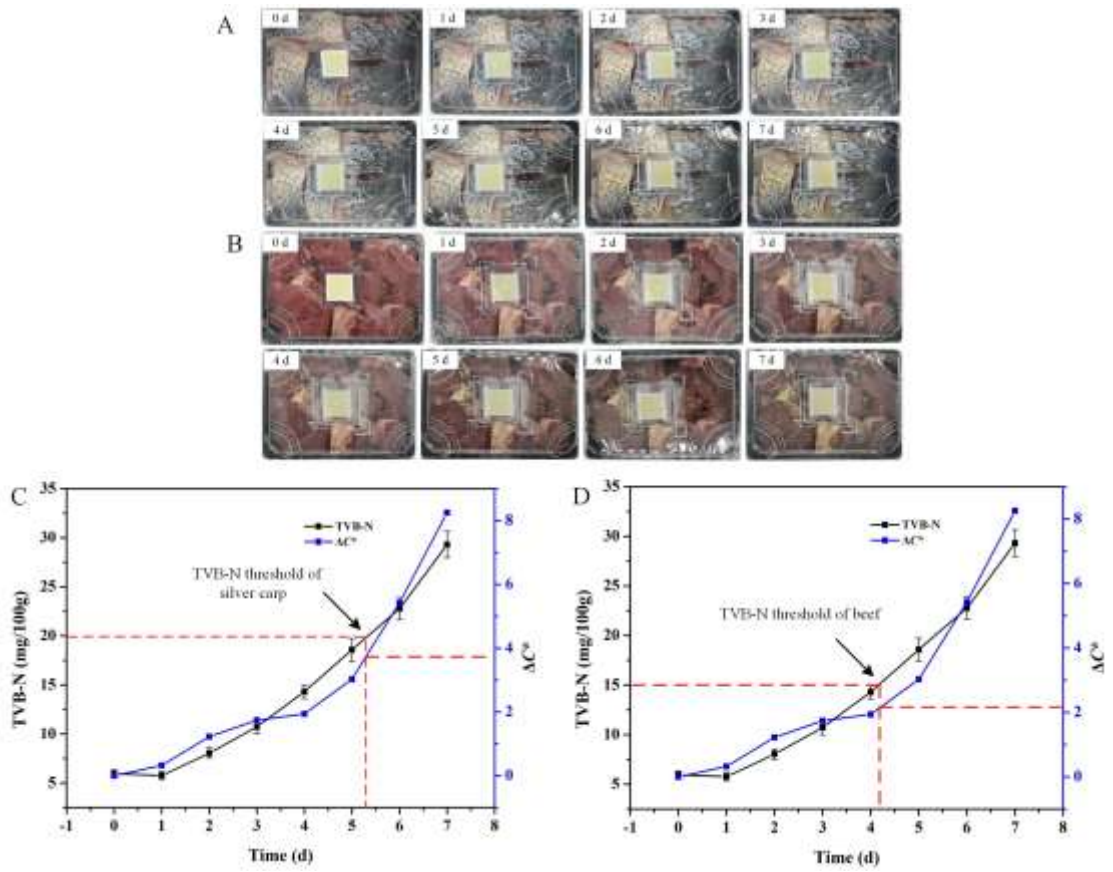 A
0 d
1 d
2 d
3 d
4 d
5 d
6 d
7 d
B
0 d
1 d
2 d
3 d
4 d
5 d
6 d
7 d
C
35
30
25
20
15
10
5
TVB-N (mg/100g)
TVB-N
ΔC*
TVB-N threshold of
silver carp
8
6
4
2
0
ΔC*
-1 0 1 2 3 4 5 6 7 8
Time (d)
D
35
30
25
20
15
10
5
TVB-N (mg/100g)
TVB-N
ΔC*
TVB-N threshold of beef
8
6
4
2
0
ΔC*
-1 0 1 2 3 4 5 6 7 8
Time (d)